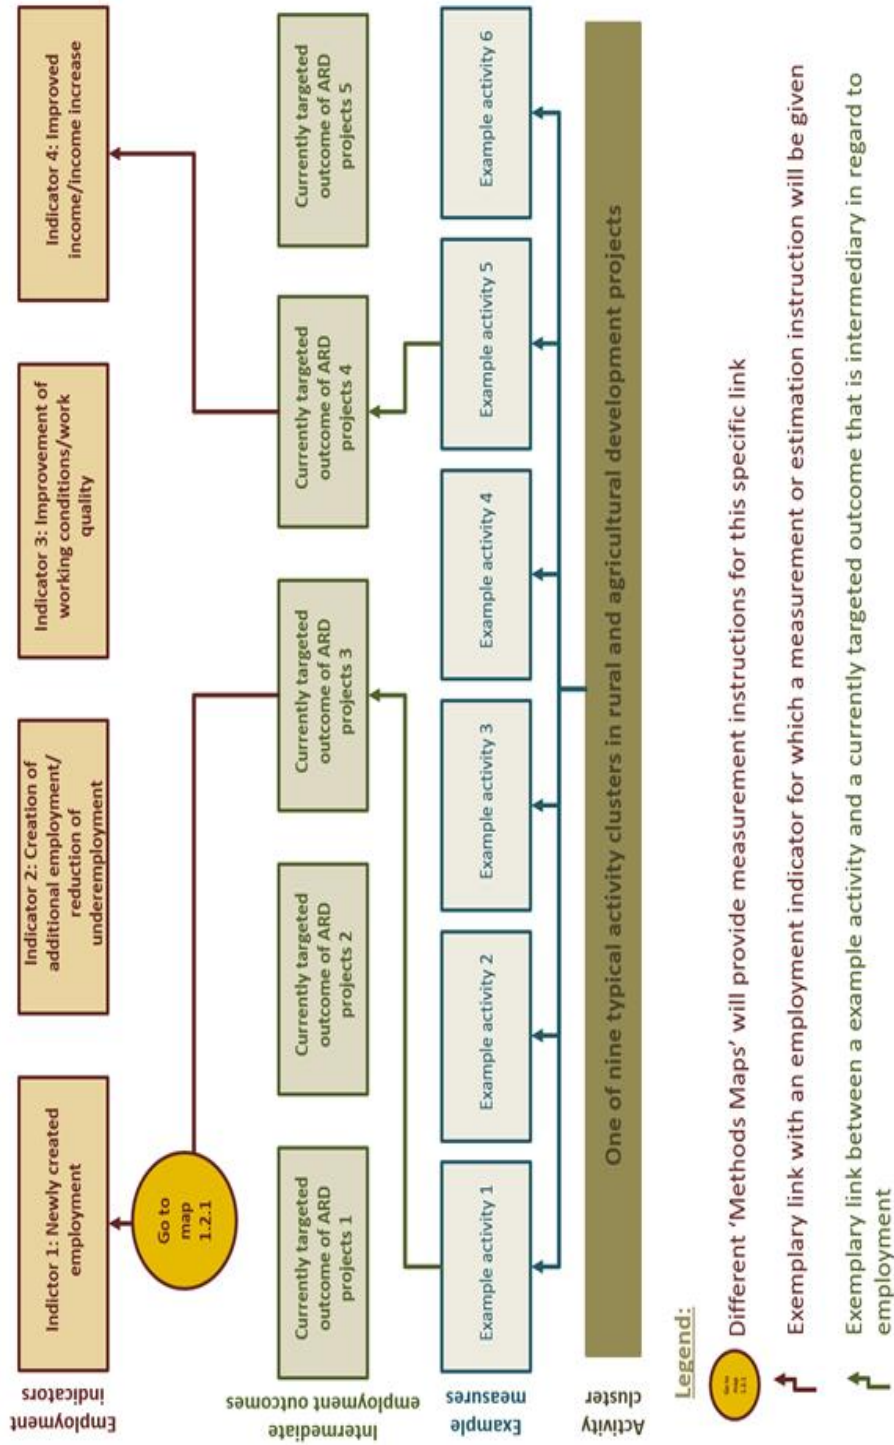 Employment
indicators
Indictor 1: Newly created
employment
Indicator 2: Creation of
additional employment/
reduction of
underemployment
Indicator 3: Improvement of
working conditions/work
quality
Indicator 4: Improved
income/income increase
Go to
map
1.2.1
Intermediate
employment outcomes
Currently targeted
outcome of ARD
projects 1
Currently targeted
outcome of ARD
projects 2
Currently targeted
outcome of ARD
projects 3
Currently targeted
outcome of ARD
projects 4
Currently targeted
outcome of ARD
projects 5
Example
measures
Example activity 1
Example activity 2
Example activity 3
Example activity 4
Example activity 5
Example activity 6
Activity
cluster
One of nine typical activity clusters in rural and agricultural development projects
Legend:
Go to
map
1.2.1
Different ‘Methods Maps’ will provide measurement instructions for this specific link
Exemplary link with an employment indicator for which a measurement or estimation instruction will be given
Exemplary link between a example activity and a currently targeted outcome that is intermediary in regard to
employment